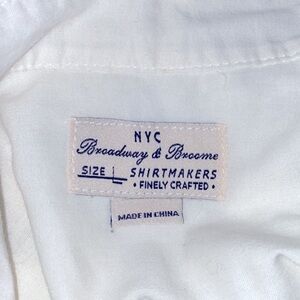 NYC
Broadway & Broome
SIZE L SHIRTMAKERS
• FINELY CRAFTED •
MADE IN CHINA